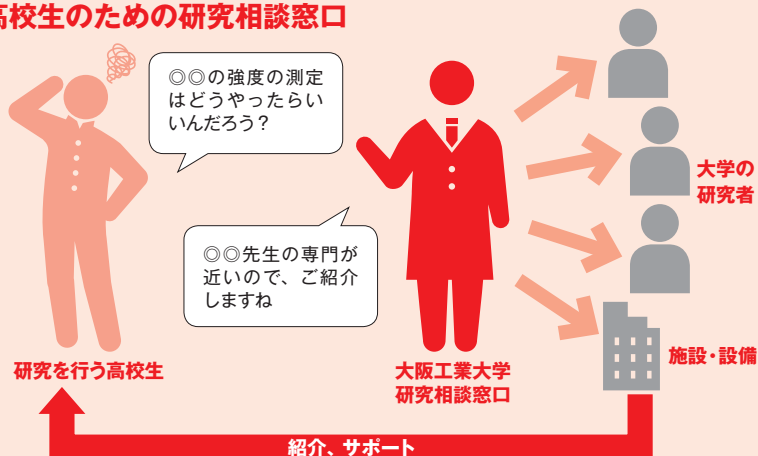 高校生のための研究相談窓口
◎◎の強度の測定
はどうやったらい
いんだろう？
◎◎先生の専門が
近いので、ご紹介
しますね
大学の
研究者
施設・設備
研究を行う高校生
大阪工業大学
研究相談窓口
紹介、サポート